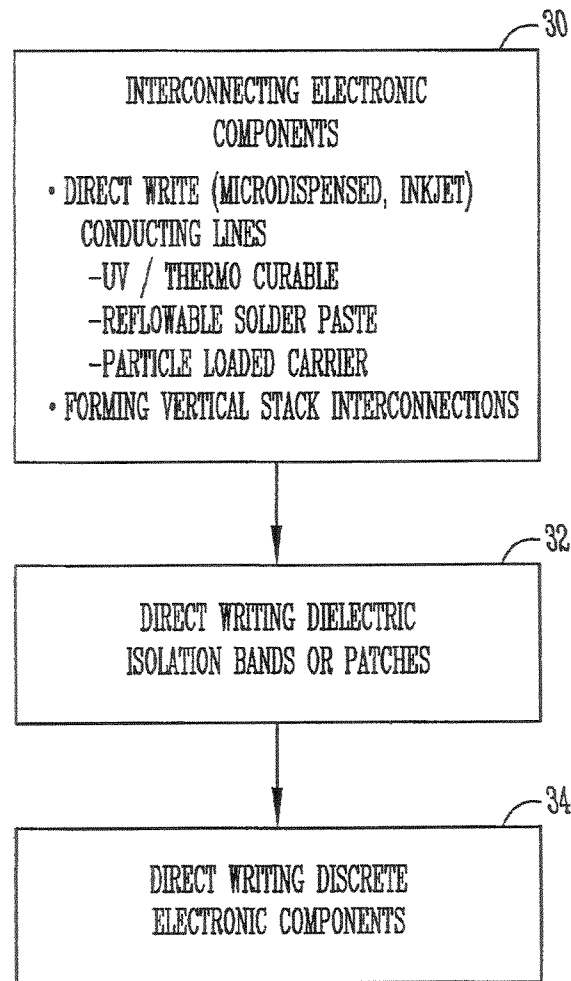 30
INTERCONNECTING ELECTRONIC
COMPONENTS
• DIRECT WRITE (MICRODISPENSED, INKJET)
CONDUCTING LINES
-UV / THERMO CURABLE
-REFLOWABLE SOLDER PASTE
-PARTICLE LOADED CARRIER
• FORMING VERTICAL STACK INTERCONNECTIONS
32
DIRECT WRITING DIELECTRIC
ISOLATION BANDS OR PATCHES
34
DIRECT WRITING DISCRETE
ELECTRONIC COMPONENTS